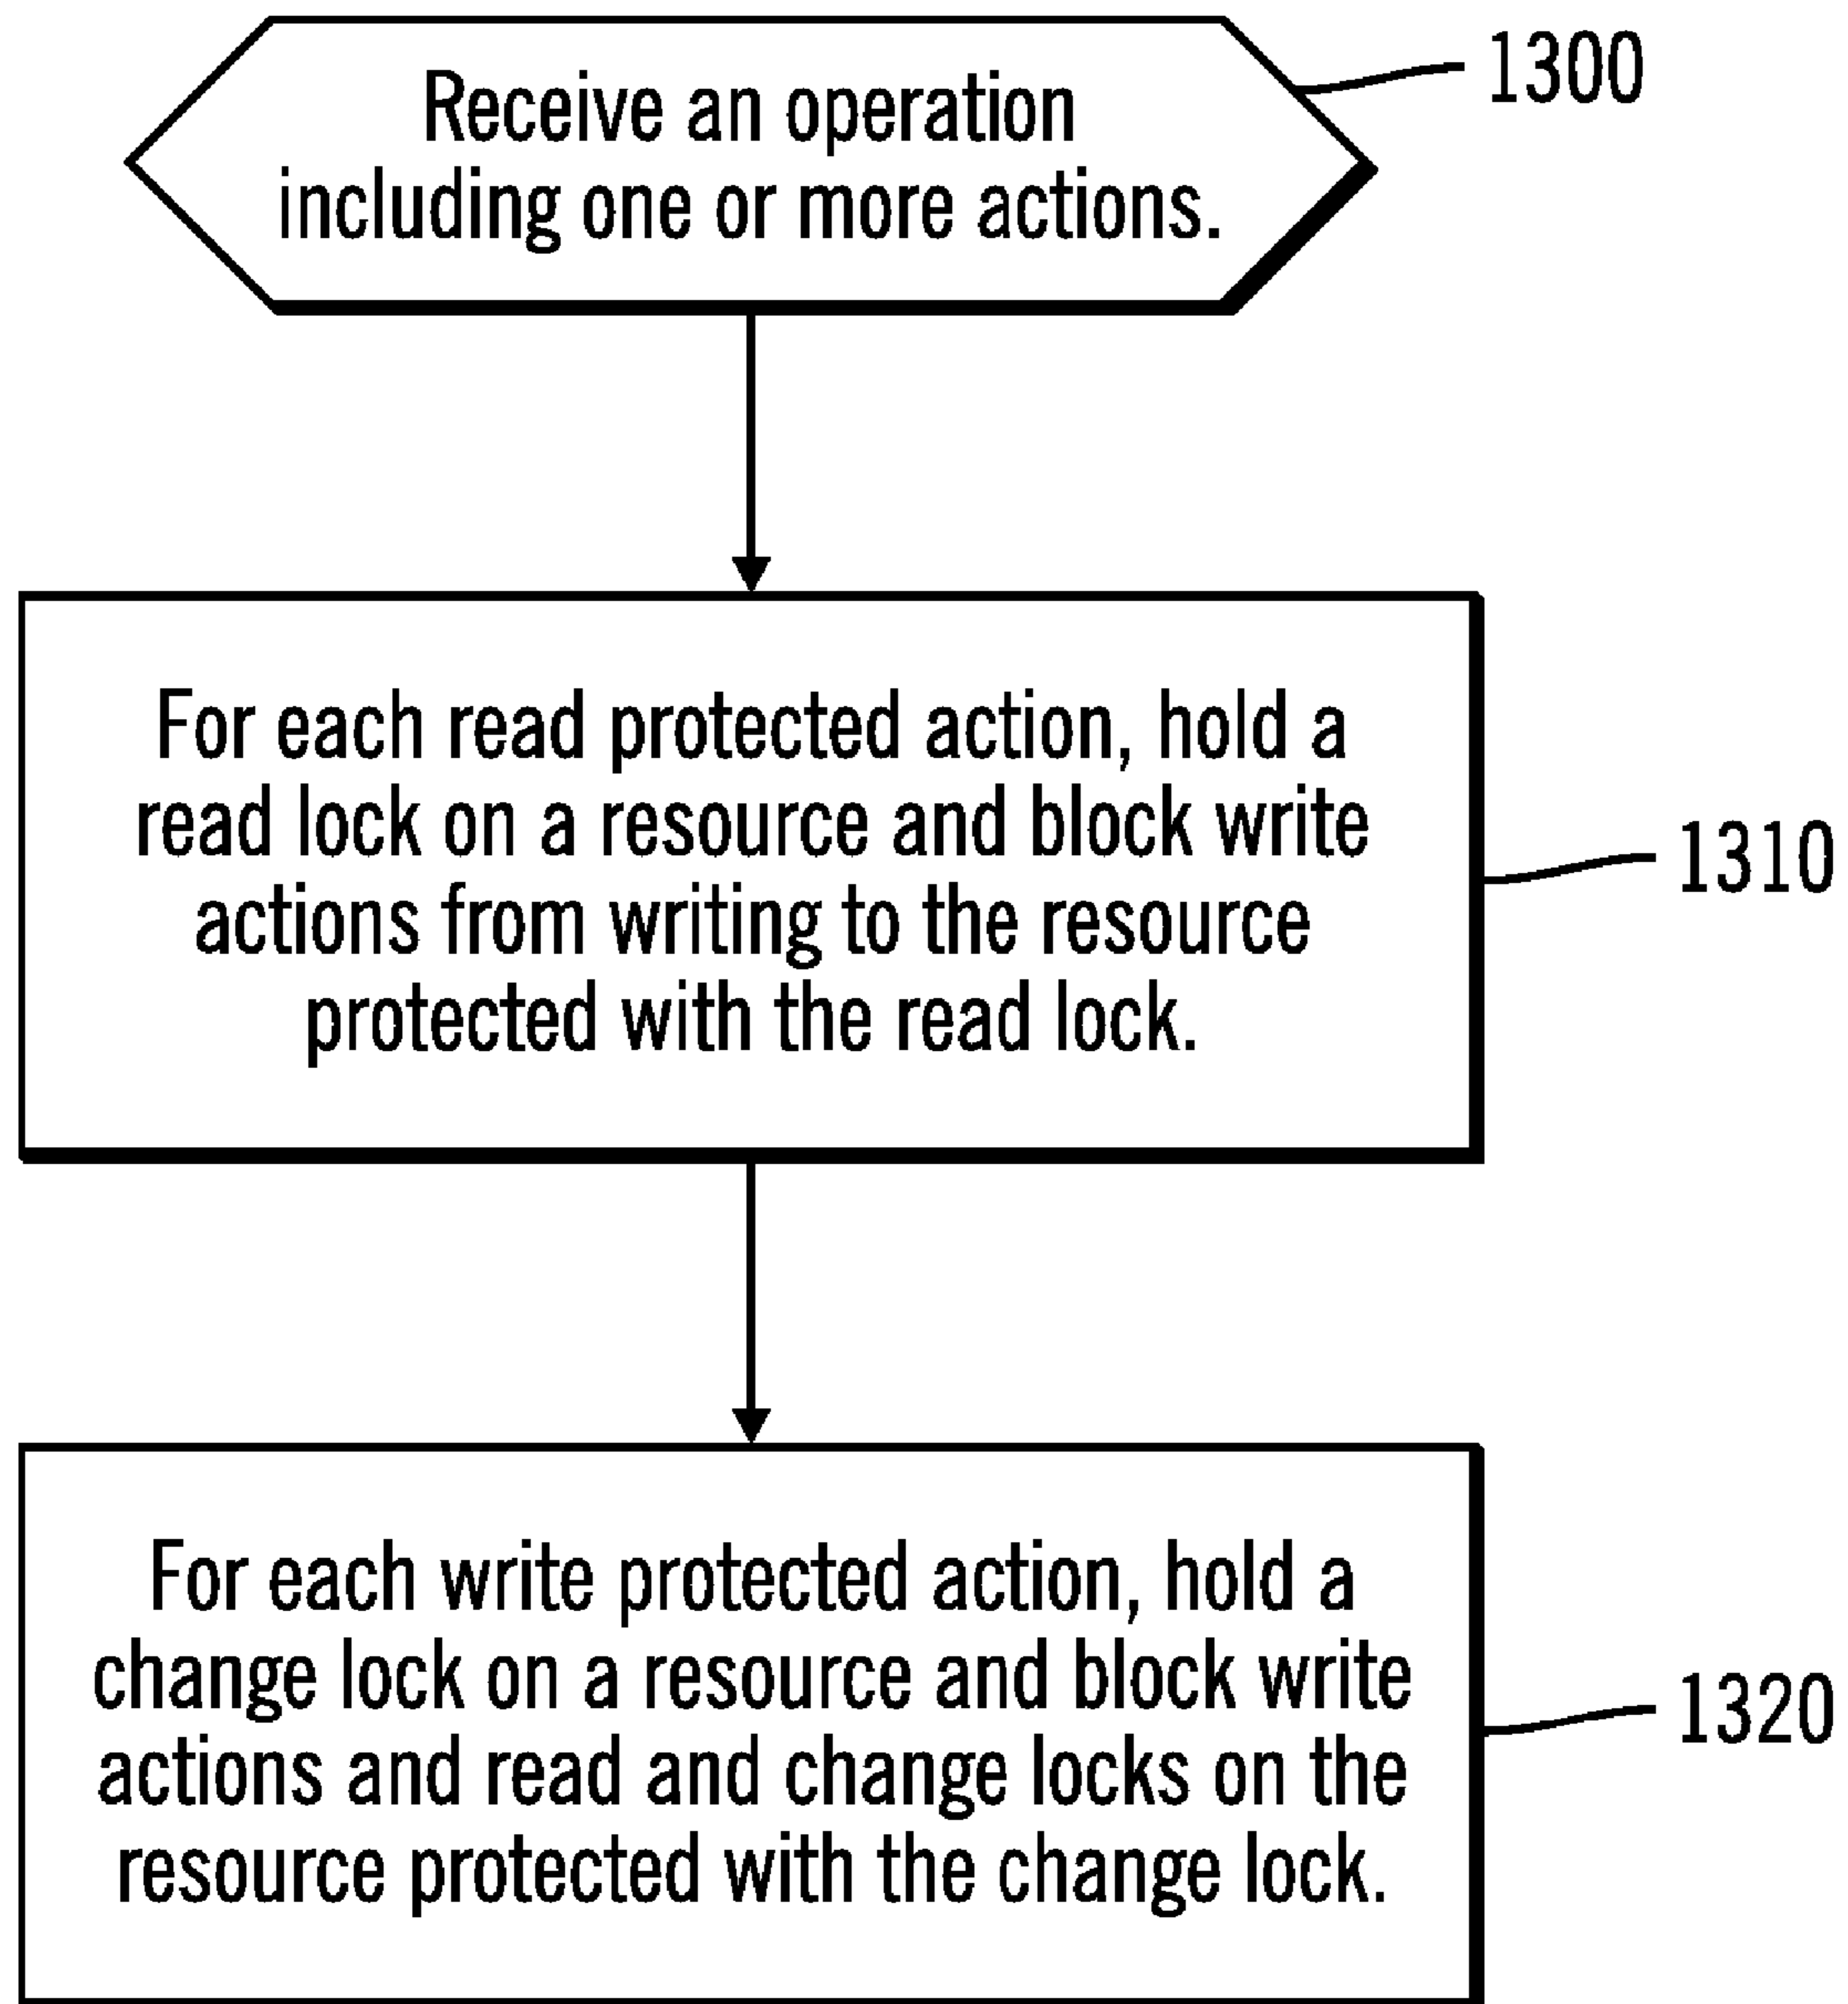 Receive an operation
including one or more actions.
1300
For each read protected action, hold a
read lock on a resource and block write
actions from writing to the resource
protected with the read lock.
1310
For each write protected action, hold a
change lock on a resource and block write
actions and read and change locks on the
resource protected with the change lock.
1320